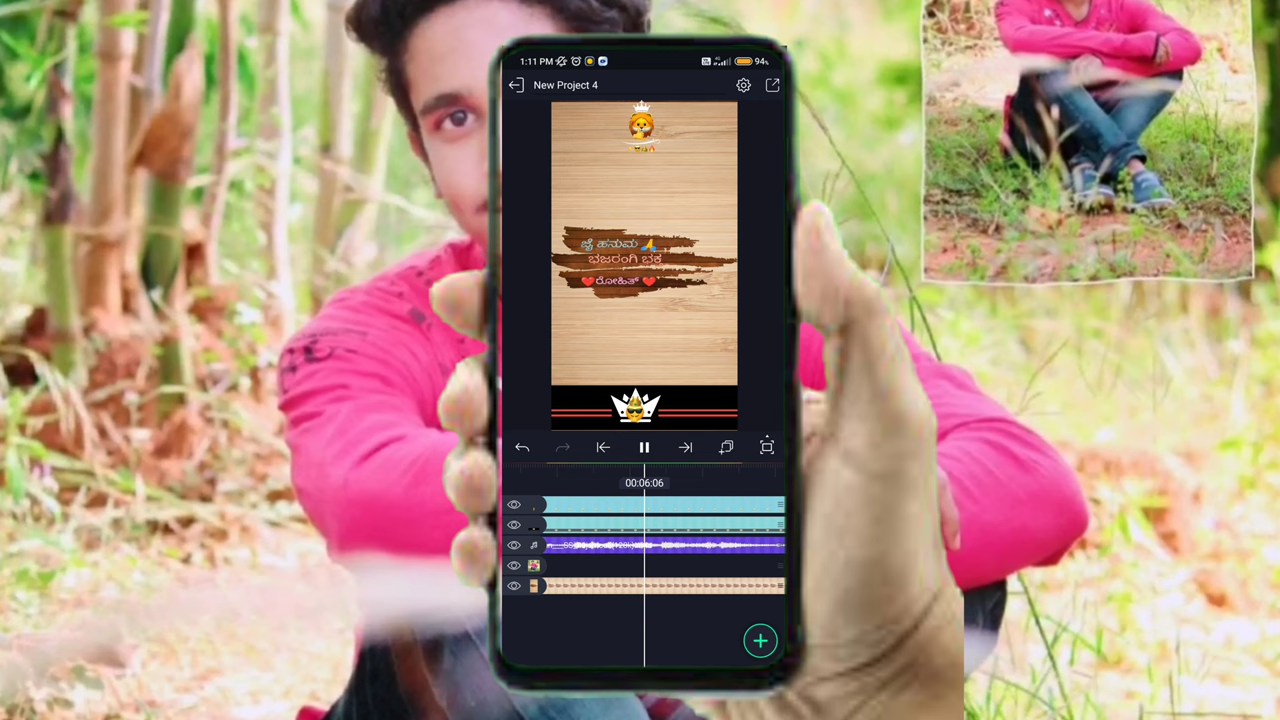 1:11 PM
94%
New Project 4
ಜೈ ಹನುಮ 🙏
ಭಜರಂಗಿ ಭಕ್ತ
❤️ರೋಹಿತ್ ❤️
00:06:06